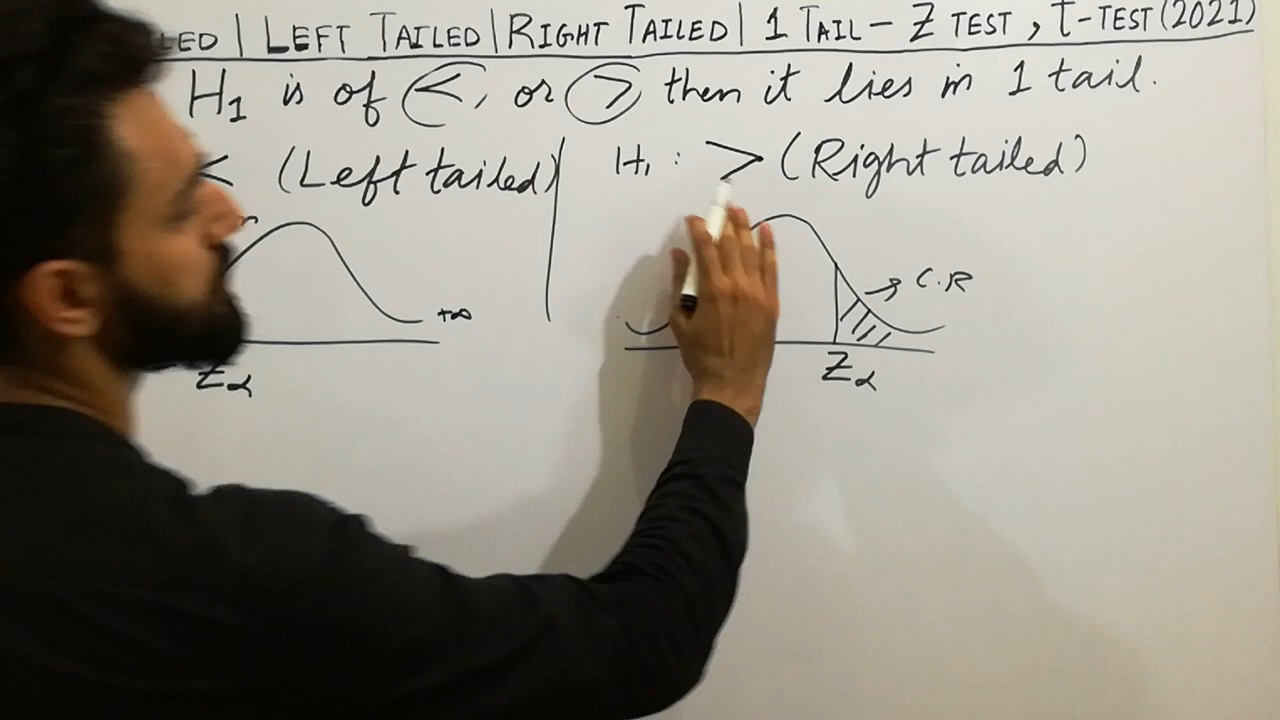 LED | LEFT TAILED | RIGHT TAILED | 1 TAIL - Z TEST, t-TEST (2021)
H₁ is of <, or > then it lies in 1 tail.
< (Left tailed)
H₁ : > (Right tailed)
+∞
Zα
→ C.R
Zα